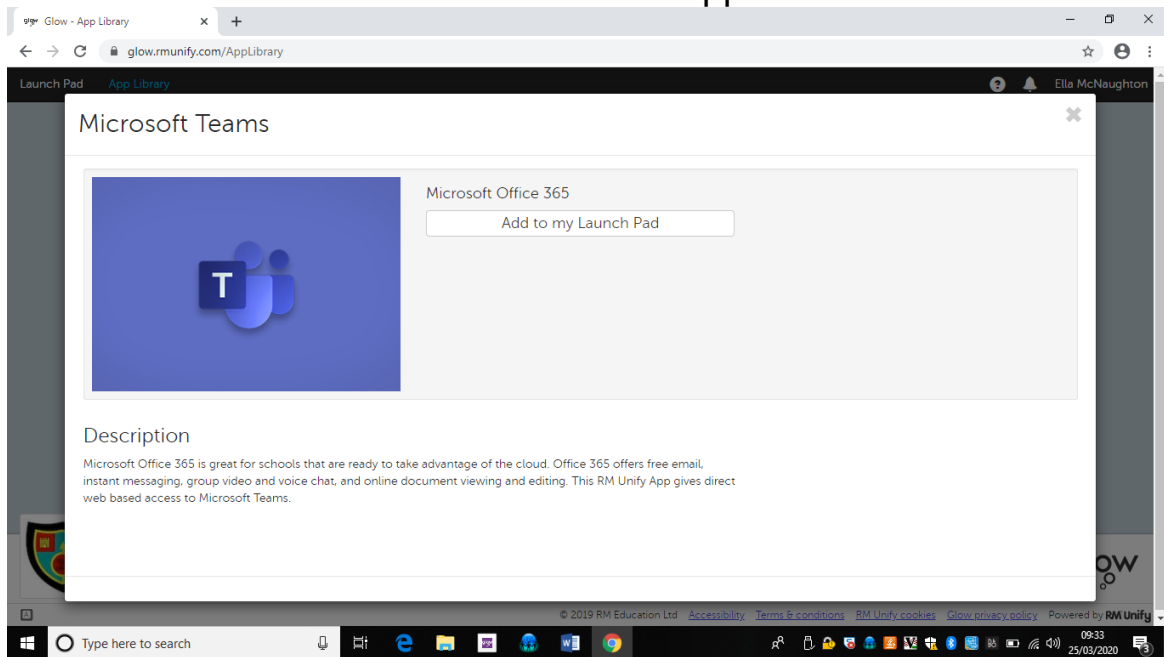 Glow - App Library
glow.rmunify.com/AppLibrary
Launch Pad App Library Ella McNaughton
Microsoft Teams
T
Microsoft Office 365
Add to my Launch Pad
Description
Microsoft Office 365 is great for schools that are ready to take advantage of the cloud. Office 365 offers free email,
instant messaging, group video and voice chat, and online document viewing and editing. This RM Unify App gives direct
web based access to Microsoft Teams.
ow
© 2019 RM Education Ltd Accessibility Terms & conditions RM Unify cookies Glow privacy policy Powered by RM Unify
Type here to search
09:33
25/03/2020
3